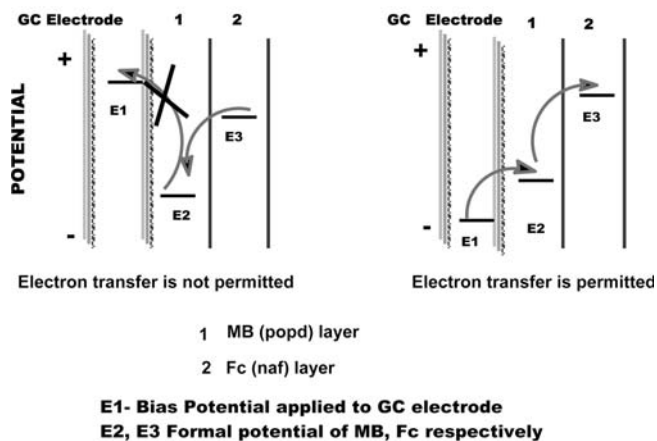 GC Electrode 1 2
+
E1
E3
E2
-
POTENTIAL
Electron transfer is not permitted
GC Electrode 1 2
+
E3
E2
E1
-
POTENTIAL
Electron transfer is permitted
1 MB (popd) layer
2 Fc (naf) layer
E1- Bias Potential applied to GC electrode
E2, E3 Formal potential of MB, Fc respectively